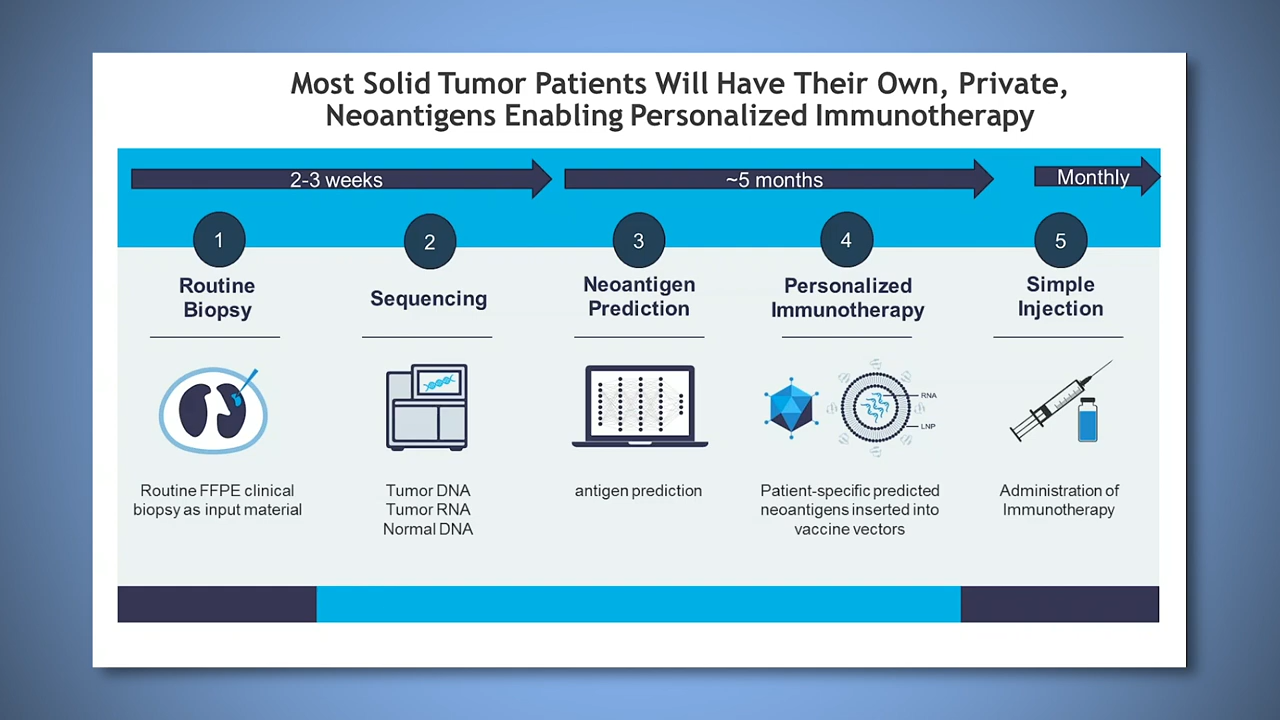 Most Solid Tumor Patients Will Have Their Own, Private,
Neoantigens Enabling Personalized Immunotherapy
2-3 weeks
~5 months
Monthly
1
2
3
4
5
Routine
Biopsy
Sequencing
Neoantigen
Prediction
Personalized
Immunotherapy
Simple
Injection
RNA
LNP
Routine FFPE clinical
biopsy as input material
Tumor DNA
Tumor RNA
Normal DNA
antigen prediction
Patient-specific predicted
neoantigens inserted into
vaccine vectors
Administration of
Immunotherapy